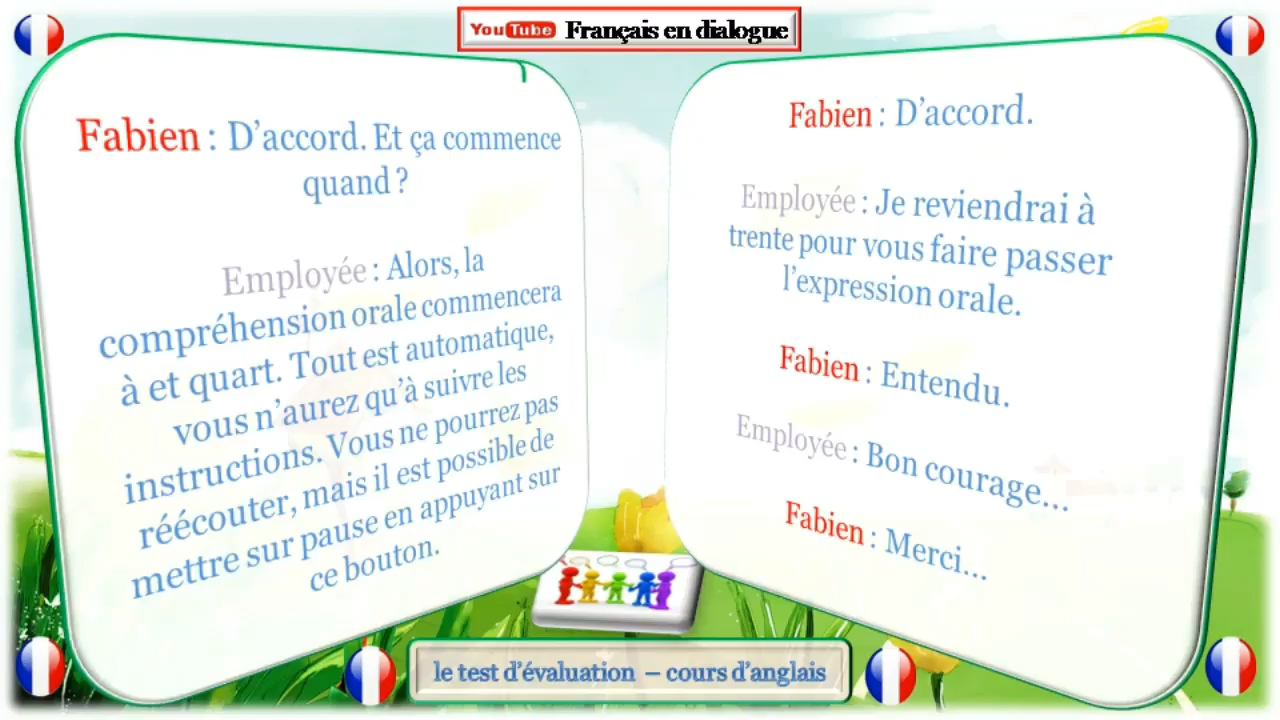 YouTube Français en dialogue
Fabien : D'accord. Et ça commence
quand ?
Employée : Alors, la
compréhension orale commencera
à et quart. Tout est automatique,
vous n'aurez qu'à suivre les
instructions. Vous ne pourrez pas
réécouter, mais il est possible de
mettre sur pause en appuyant sur
ce bouton.
Fabien : D'accord.
Employée : Je reviendrai à
trente pour vous faire passer
l'expression orale.
Fabien : Entendu.
Employée : Bon courage...
Fabien : Merci...
le test d'évaluation – cours d'anglais